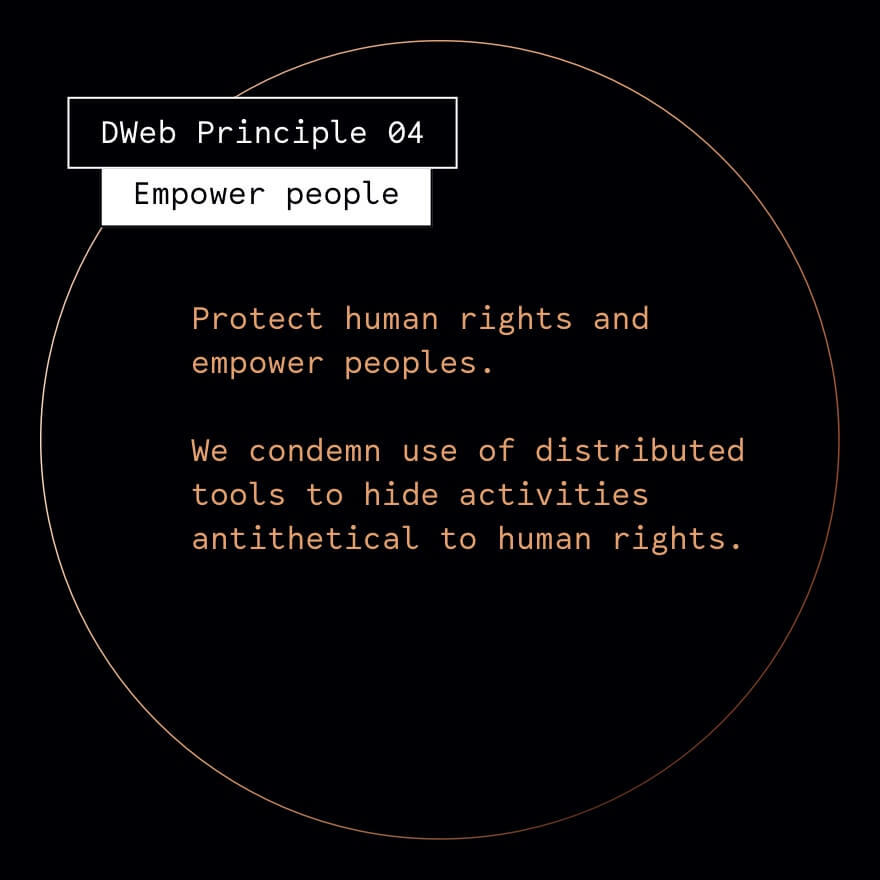 DWeb Principle 04
Empower people
Protect human rights and
empower peoples.
We condemn use of distributed
tools to hide activities
antithetical to human rights.